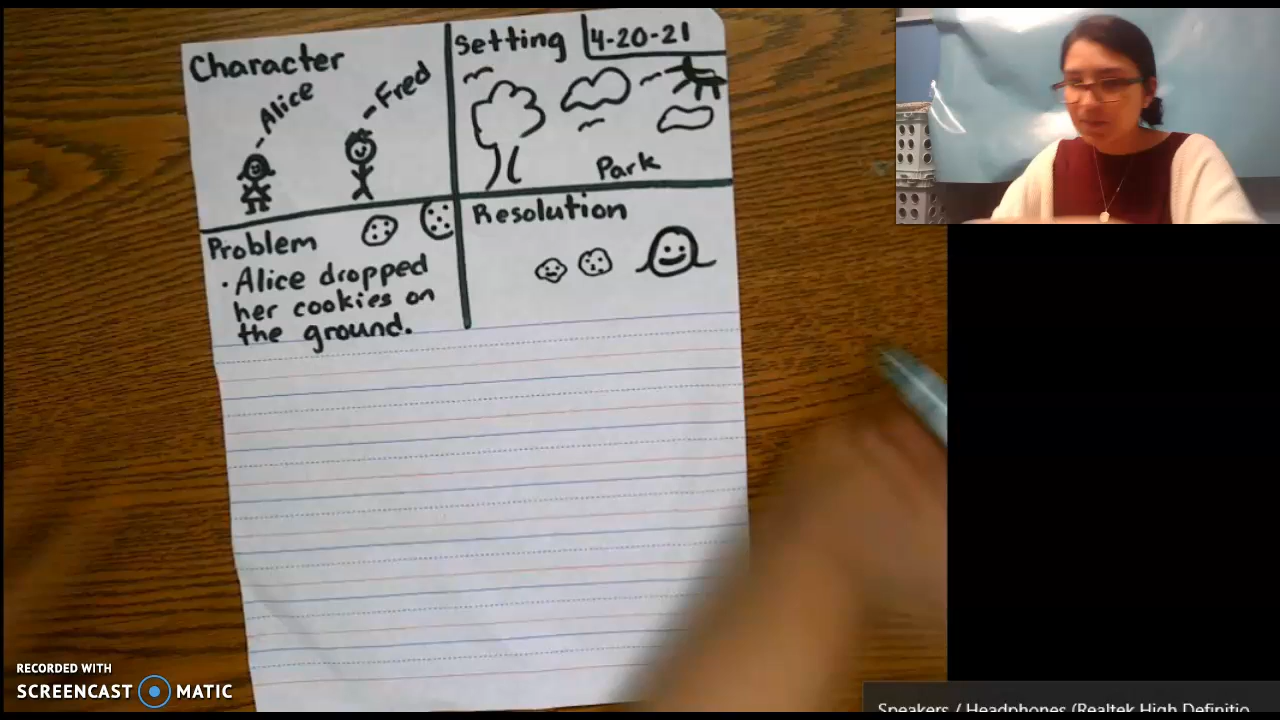 Character
Alice
Fred
Setting
4-20-21
Park
Problem
· Alice dropped
her cookies on
the ground.
Resolution
RECORDED WITH
SCREENCAST MATIC
Speakers / Headphones (Realtek High Definitio